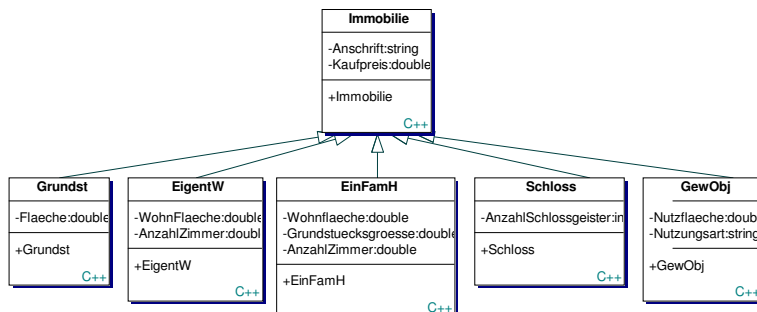 Immobilie
-Anschrift:string
-Kaufpreis:double
+Immobilie
C++
Grundst
-Flaeche:double
+Grundst
C++
EigentW
-WohnFlaeche:double
-AnzahlZimmer:double
+EigentW
C++
EinFamH
-Wohnflaeche:double
-Grundstuecksgroesse:double
-AnzahlZimmer:double
+EinFamH
C++
Schloss
-AnzahlSchlossgeister:in
+Schloss
C++
GewObj
-Nutzflaeche:doub
-Nutzungsart:string
+GewObj
C++